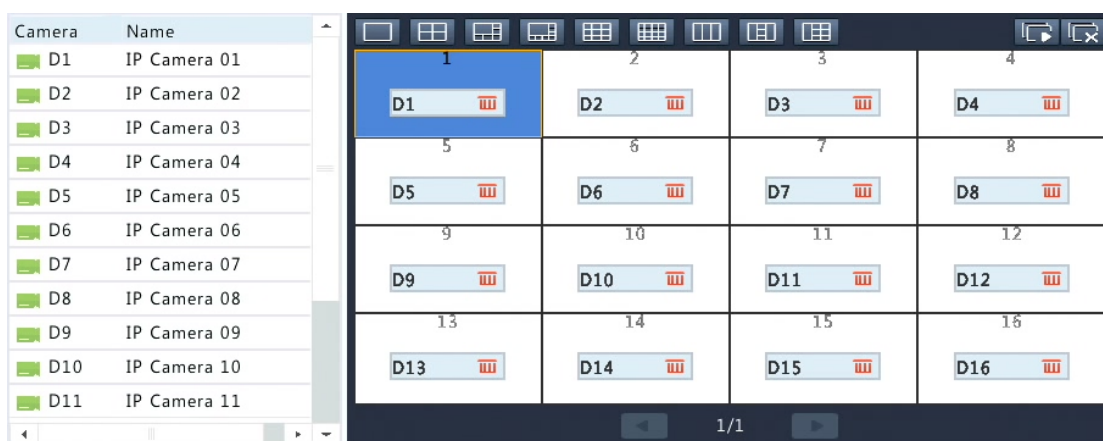 Camera Name
D1 IP Camera 01
D2 IP Camera 02
D3 IP Camera 03
D4 IP Camera 04
D5 IP Camera 05
D6 IP Camera 06
D7 IP Camera 07
D8 IP Camera 08
D9 IP Camera 09
D10 IP Camera 10
D11 IP Camera 11
1 2 3 4
D1 D2 D3 D4
5 6 7 8
D5 D6 D7 D8
9 10 11 12
D9 D10 D11 D12
13 14 15 16
D13 D14 D15 D16
1/1